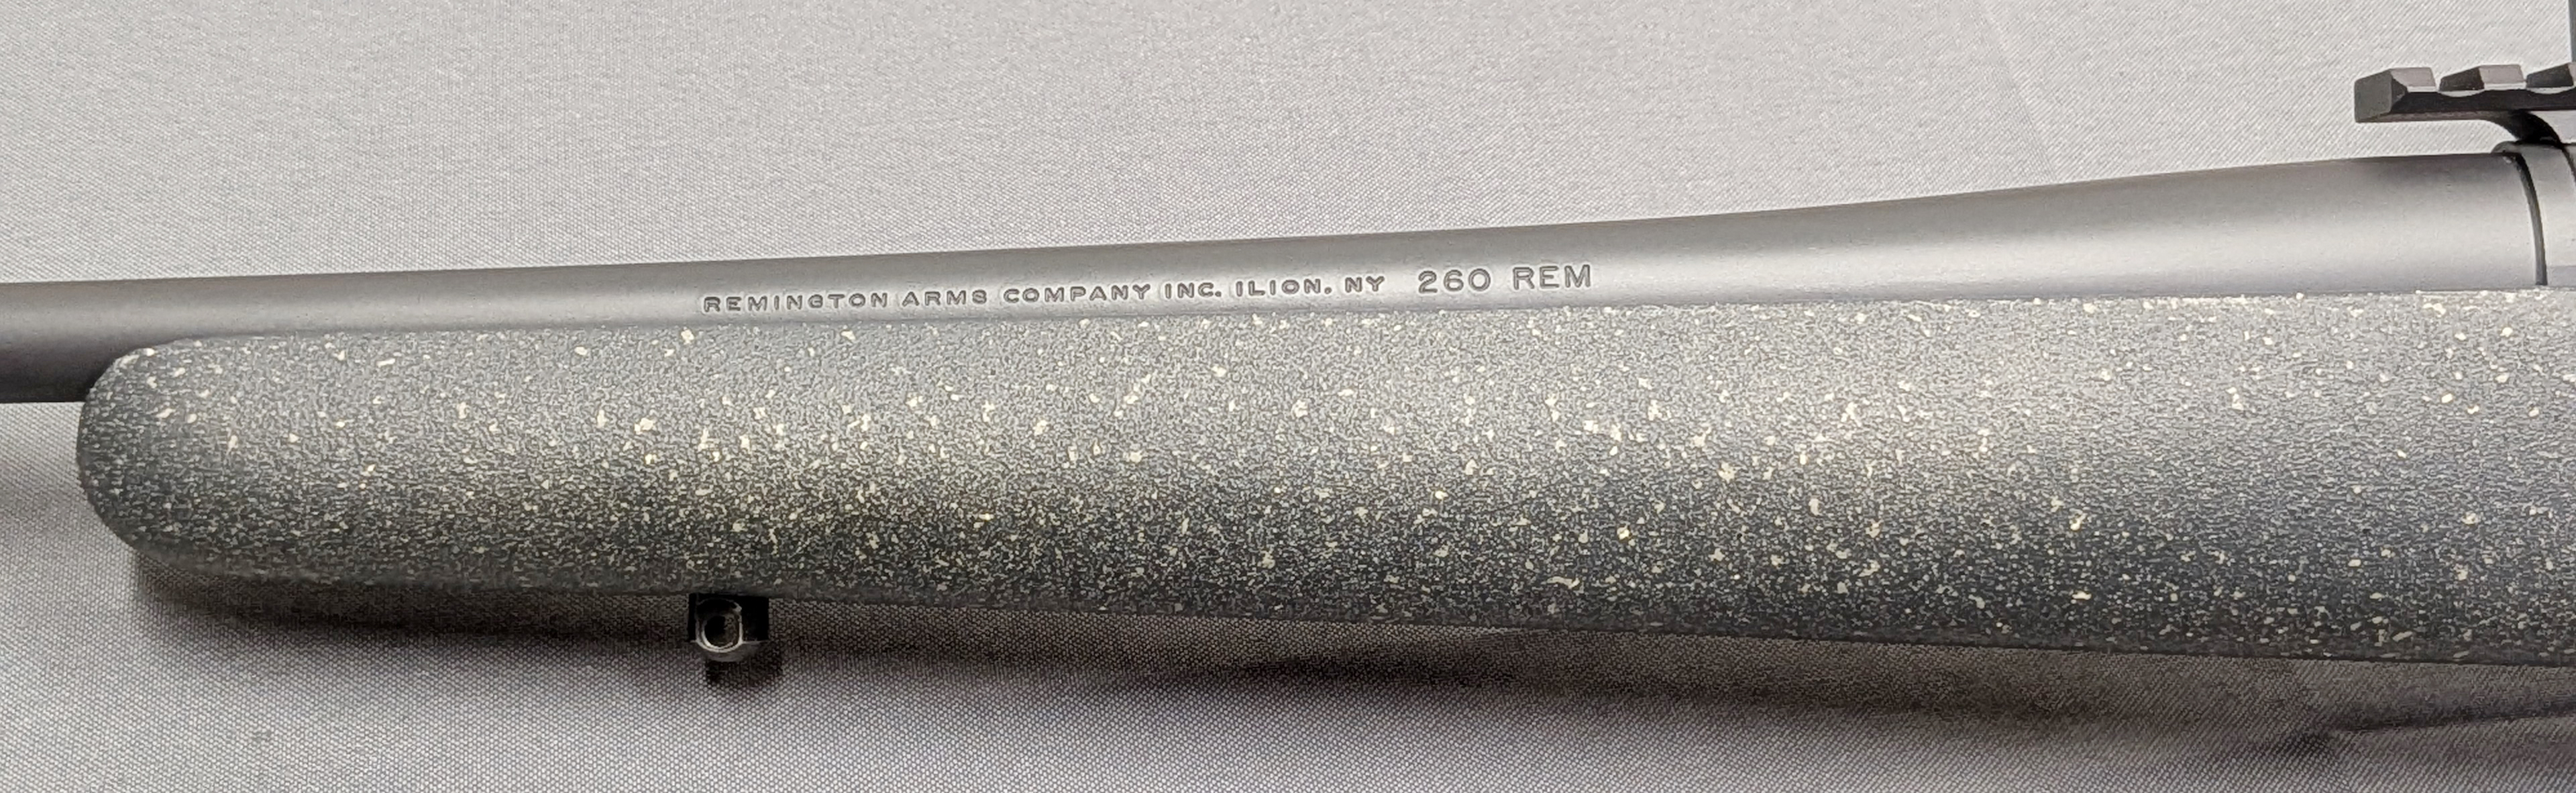 REMINGTON ARMS COMPANY INC. ILION, NY 260 REM